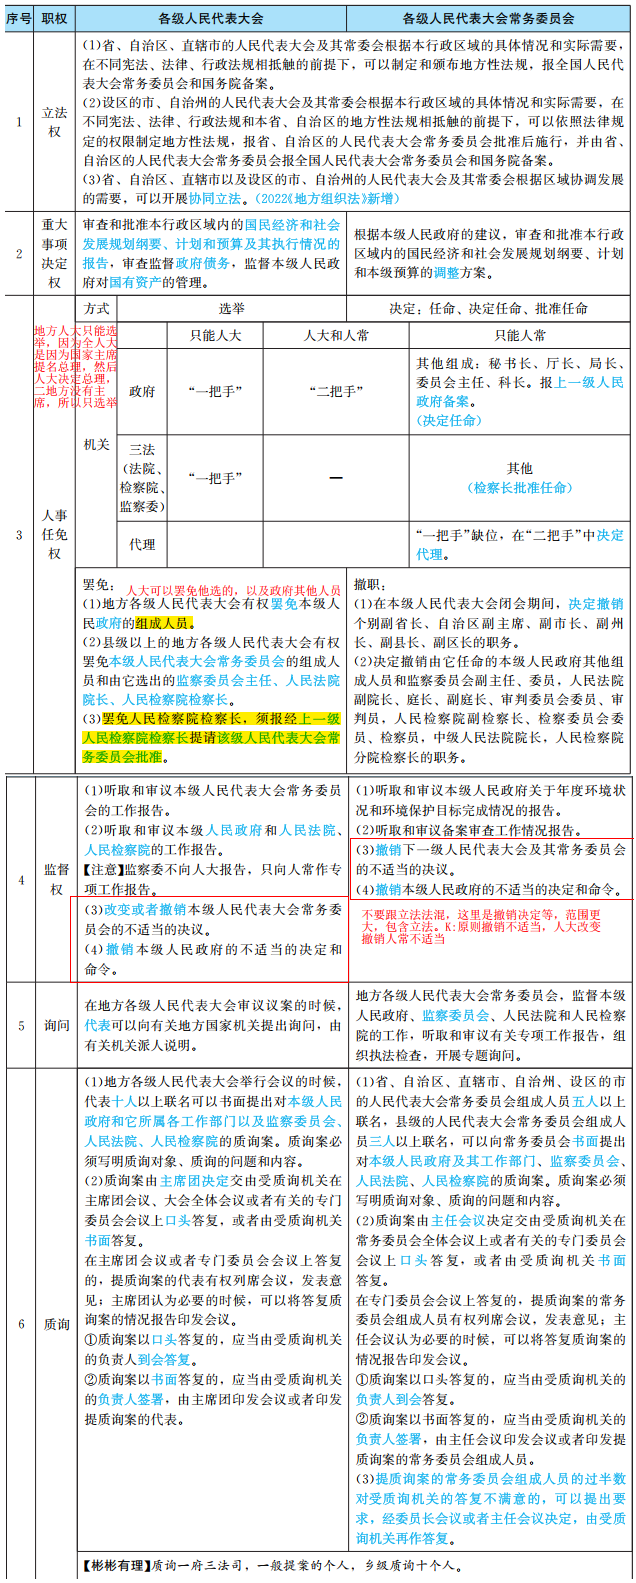 序号 职权 各级人民代表大会 各级人民代表大会常务委员会
1 立法权
(1)省、自治区、直辖市的人民代表大会及其常委会根据本行政区域的具体情况和实际需要,
在不同宪法、法律、行政法规相抵触的前提下，可以制定和颁布地方性法规，报全国人民代
表大会常务委员会和国务院备案。
(2)设区的市、自治州的人民代表大会及其常委会根据本行政区域的具体情况和实际需要，在
不同宪法、法律、行政法规和本省、自治区的地方性法规相抵触的前提下，可以依照法律规
定的权限制定地方性法规，报省、自治区的人民代表大会常务委员会批准后施行，并由省、
自治区的人民代表大会常务委员会报全国人民代表大会常务委员会和国务院备案。
(3)省、自治区、直辖市以及设区的市、自治州的人民代表大会及其常委会根据区域协调发展
的需要，可以开展协同立法。(2022《地方组织法》新增)
2
重大
事项
决定
权
审查和批准本行政区域内的国民经济和社会
发展规划纲要、计划和预算及其执行情况的
报告，审查监督政府债务，监督本级人民政
府对国有资产的管理。
根据本级人民政府的建议，审查和批准本行政
区域内的国民经济和社会发展规划纲要、计划
和本级预算的调整方案。
3
人事
任免
权
地方人大只能选
举，因为全人大
是因为国家主席
提名总理，然后
人大决定总理，
二地方没有主
席，所以只选举
方式 选举 决定；任命、决定任命、批准任命
机关
只能人大 人大和人常 只能人常
政府 “一把手” “二把手”
其他组成：秘书长、厅长、局长、
委员会主任、科长。报上一级人民
政府备案。
(决定任命)
三法
(法院、
检察院、
监察委)
“一把手” —
其他
(检察长批准任命)
代理
“一把手”缺位，在“二把手”中决定
代理。
罢免： 人大可以罢免他选的，以及政府其他人员
(1)地方各级人民代表大会有权罢免本级人
民政府的组成人员。
(2)县级以上的地方各级人民代表大会有权
罢免本级人民代表大会常务委员会的组成人
员和由它选出的监察委员会主任、人民法院
院长、人民检察院检察长。
(3)罢免人民检察院检察长，须报经上一级
人民检察院检察长提请该级人民代表大会常
务委员会批准。
撤职：
(1)在本级人民代表大会闭会期间，决定撤销
个别副省长、自治区副主席、副市长、副州
长、副县长、副区长的职务。
(2)决定撤销由它任命的本级人民政府其他组
成人员和监察委员会副主任、委员，人民法院
副院长、庭长、副庭长、审判委员会委员、审
判员，人民检察院副检察长、检察委员会委
员、检察员，中级人民法院院长，人民检察院
分院检察长的职务。
4
监督
权
(1)听取和审议本级人民代表大会常务委员
会的工作报告。
(2)听取和审议本级人民政府和人民法院、
人民检察院的工作报告。
【注意】监察委不向人大报告，只向人常作专
项工作报告。
(3)改变或者撤销本级人民代表大会常务委
员会的不适当的决议。
(4)撤销本级人民政府的不适当的决定和
命令。
(1)听取和审议本级人民政府关于年度环境状
况和环境保护目标完成情况的报告。
(2)听取和审议备案审查工作情况报告。
(3)撤销下一级人民代表大会及其常务委员会
的不适当的决议。
(4)撤销本级人民政府的不适当的决定和命令。
不要跟立法法混，这里是撤销决定等，范围更
大，包含立法。K:原则撤销不适当，人大改变
撤销人常不适当
5 询问
在地方各级人民代表大会审议议案的时候，
代表可以向有关地方国家机关提出询问，由
有关机关派人说明。
地方各级人民代表大会常务委员会，监督本级
人民政府、监察委员会、人民法院和人民检察
院的工作，听取和审议有关专项工作报告，组
织执法检查，开展专题询问。
6 质询
(1)地方各级人民代表大会举行会议的时候，
代表十人以上联名可以书面提出对本级人民
政府和它所属各工作部门以及监察委员会、
人民法院、人民检察院的质询案。质询案必
须写明质询对象、质询的问题和内容。
(2)质询案由主席团决定交由受质询机关在
主席团会议、大会全体会议或者有关的专门
委员会会议上口头答复，或者由受质询机关
书面答复。
在主席团会议或者专门委员会会议上答复
的，提质询案的代表有权列席会议，发表意
见；主席团认为必要的时候，可以将答复质
询案的情况报告印发会议。
①质询案以口头答复的，应当由受质询机关
的负责人到会答复。
②质询案以书面答复的，应当由受质询机关
的负责人签署，由主席团印发会议或者印发
提质询案的代表。
(1)省、自治区、直辖市、自治州、设区的市
的人民代表大会常务委员会组成人员五人以上
联名，县级的人民代表大会常务委员会组成人员
三人以上联名，可以向常务委员会书面提出
对本级人民政府及其工作部门、监察委员会、
人民法院、人民检察院的质询案。质询案必须
写明质询对象、质询的问题和内容。
(2)质询案由主任会议决定交由受质询机关在
常务委员会全体会议上或者有关的专门委员会
会议上口头答复，或者由受质询机关书面
答复。
在专门委员会会议上答复的，提质询案的常务
委员会组成人员有权列席会议，发表意见；主
任会议认为必要的时候，可以将答复质询案的
情况报告印发会议。
①质询案以口头答复的，应当由受质询机关的
负责人到会答复。
②质询案以书面答复的，应当由受质询机关的
负责人签署，由主任会议印发会议或者印发提
质询案的常务委员会组成人员。
(3)提质询案的常务委员会组成人员的过半数
对受质询机关的答复不满意的，可以提出要
求，经委员长会议或者主任会议决定，由受质
询机关再作答复。
【彬彬有理】质询一府三法司，一般提案的个人，乡级质询十个人。